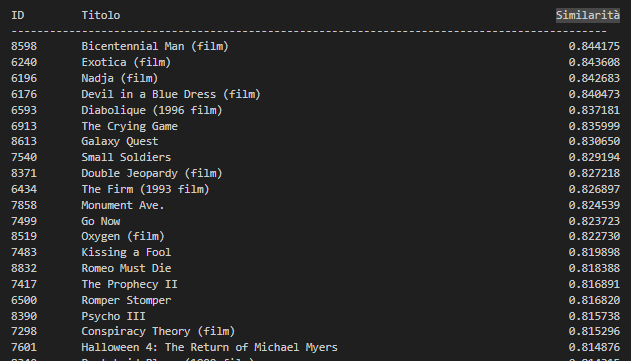 ID Titolo Similarità
--------------------------------------------------------------------------------
8598 Bicentennial Man (film) 0.844175
6240 Exotica (film) 0.843608
6196 Nadja (film) 0.842683
6176 Devil in a Blue Dress (film) 0.840473
6593 Diabolique (1996 film) 0.837181
6913 The Crying Game 0.835999
8613 Galaxy Quest 0.830650
7540 Small Soldiers 0.829194
8371 Double Jeopardy (film) 0.827218
6434 The Firm (1993 film) 0.826897
7858 Monument Ave. 0.824539
7499 Go Now 0.823723
8519 Oxygen (film) 0.822730
7483 Kissing a Fool 0.819898
8832 Romeo Must Die 0.818388
7417 The Prophecy II 0.816891
6500 Romper Stomper 0.816820
8390 Psycho III 0.815738
7298 Conspiracy Theory (film) 0.815296
7601 Halloween 4: The Return of Michael Myers 0.814876